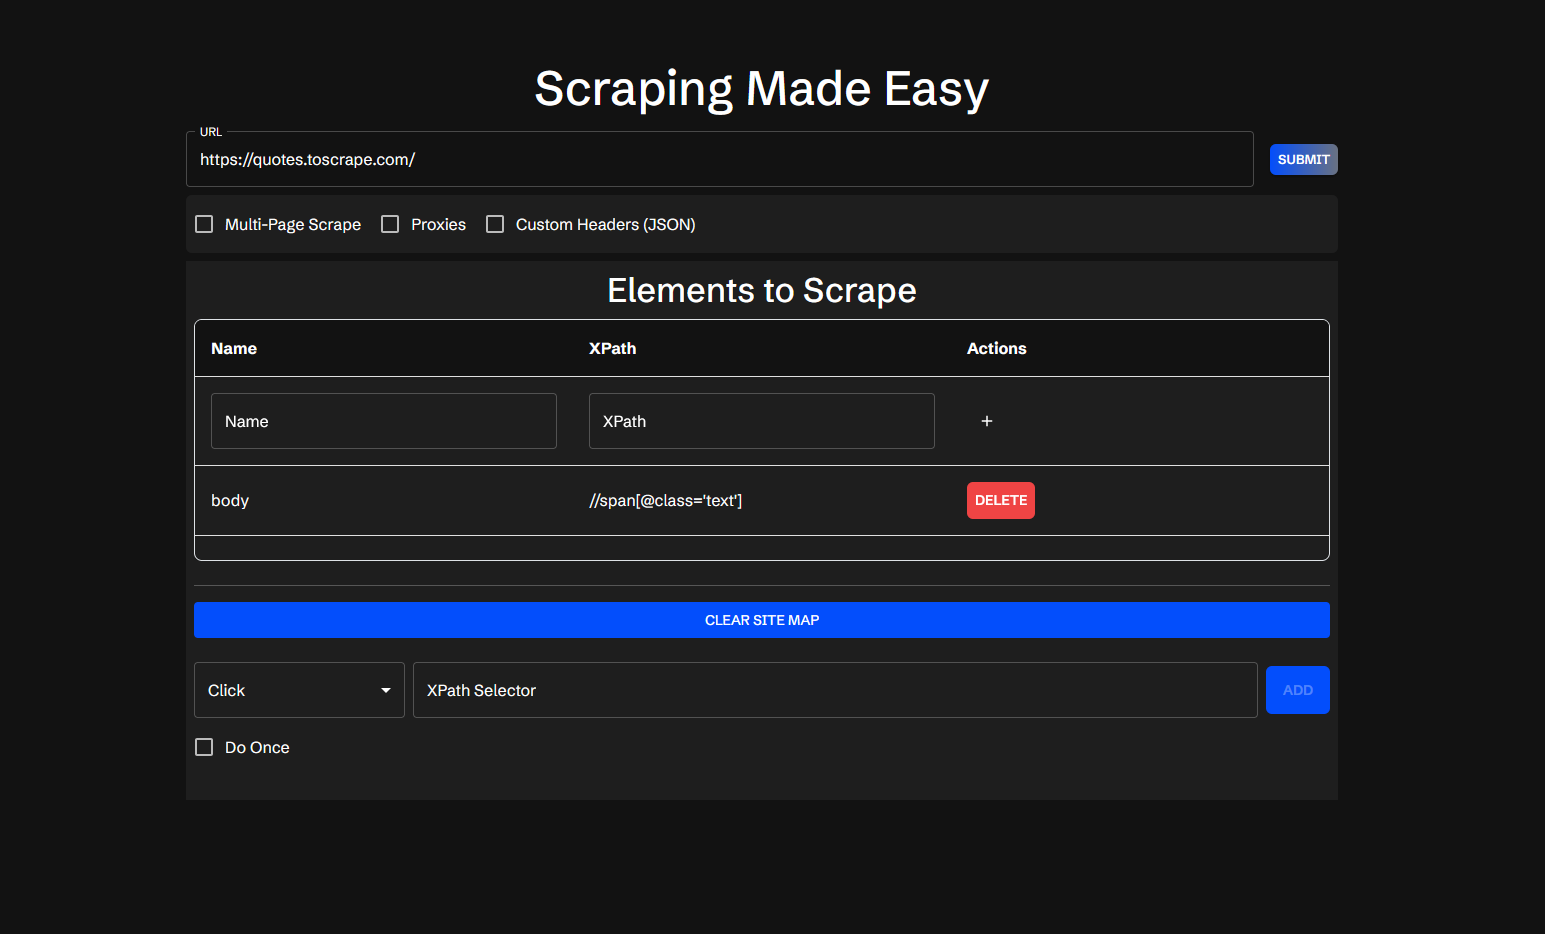 Scraping Made Easy
URL
https://quotes.toscrape.com/
SUBMIT
Multi-Page Scrape Proxies Custom Headers (JSON)
Elements to Scrape
Name XPath Actions
Name XPath +
body //span[@class='text'] DELETE
CLEAR SITE MAP
Click XPath Selector ADD
Do Once